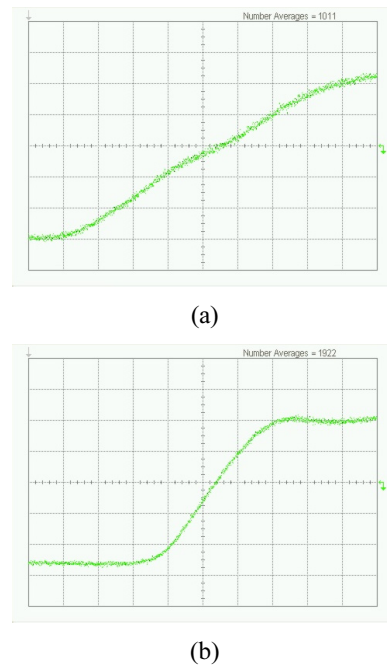 Number Averages = 1011
(a)
Number Averages = 1922
(b)